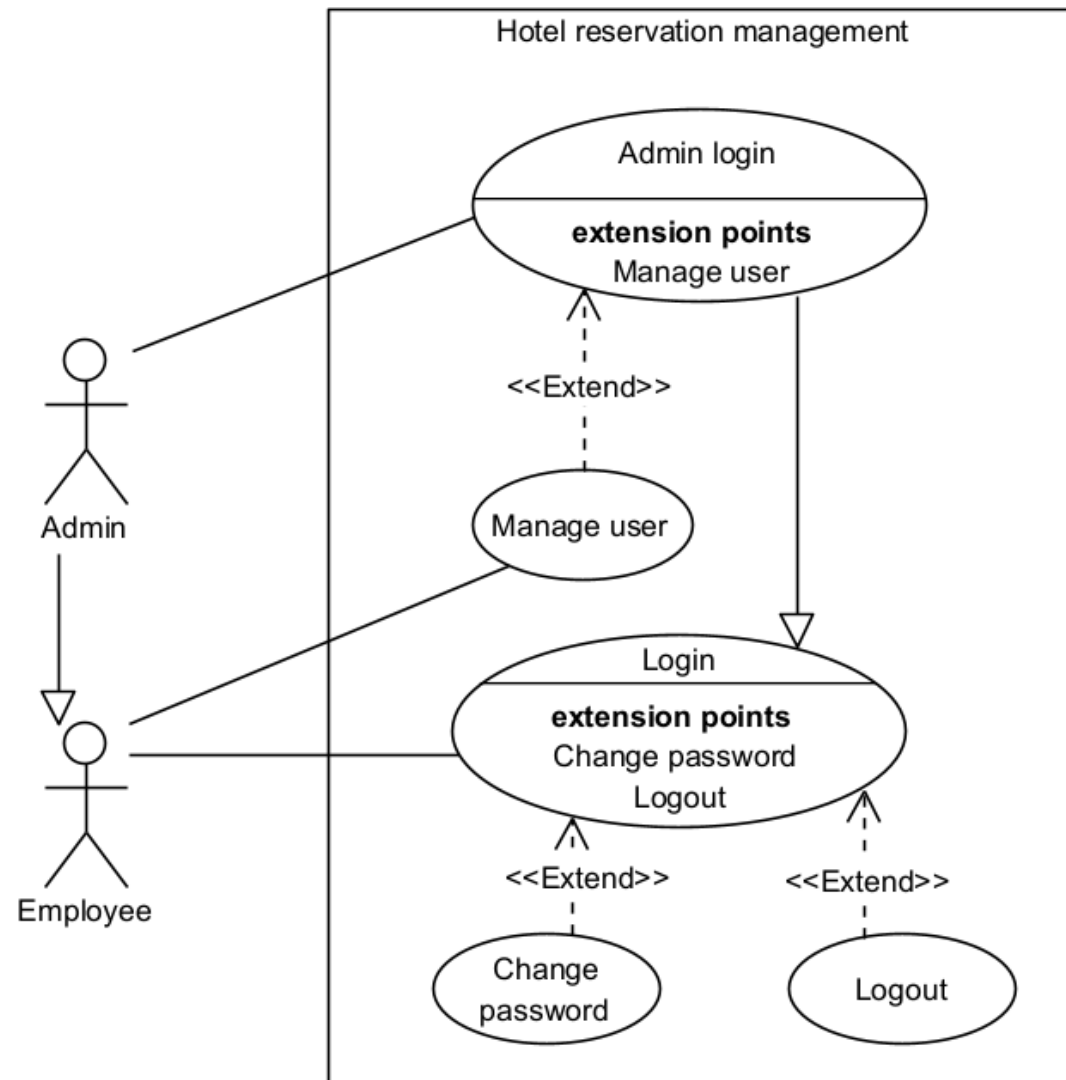 Hotel reservation management
Admin login
extension points
Manage user
<<Extend>>
Admin
Manage user
Login
extension points
Change password
Logout
Employee
<<Extend>>
<<Extend>>
Change
password
Logout